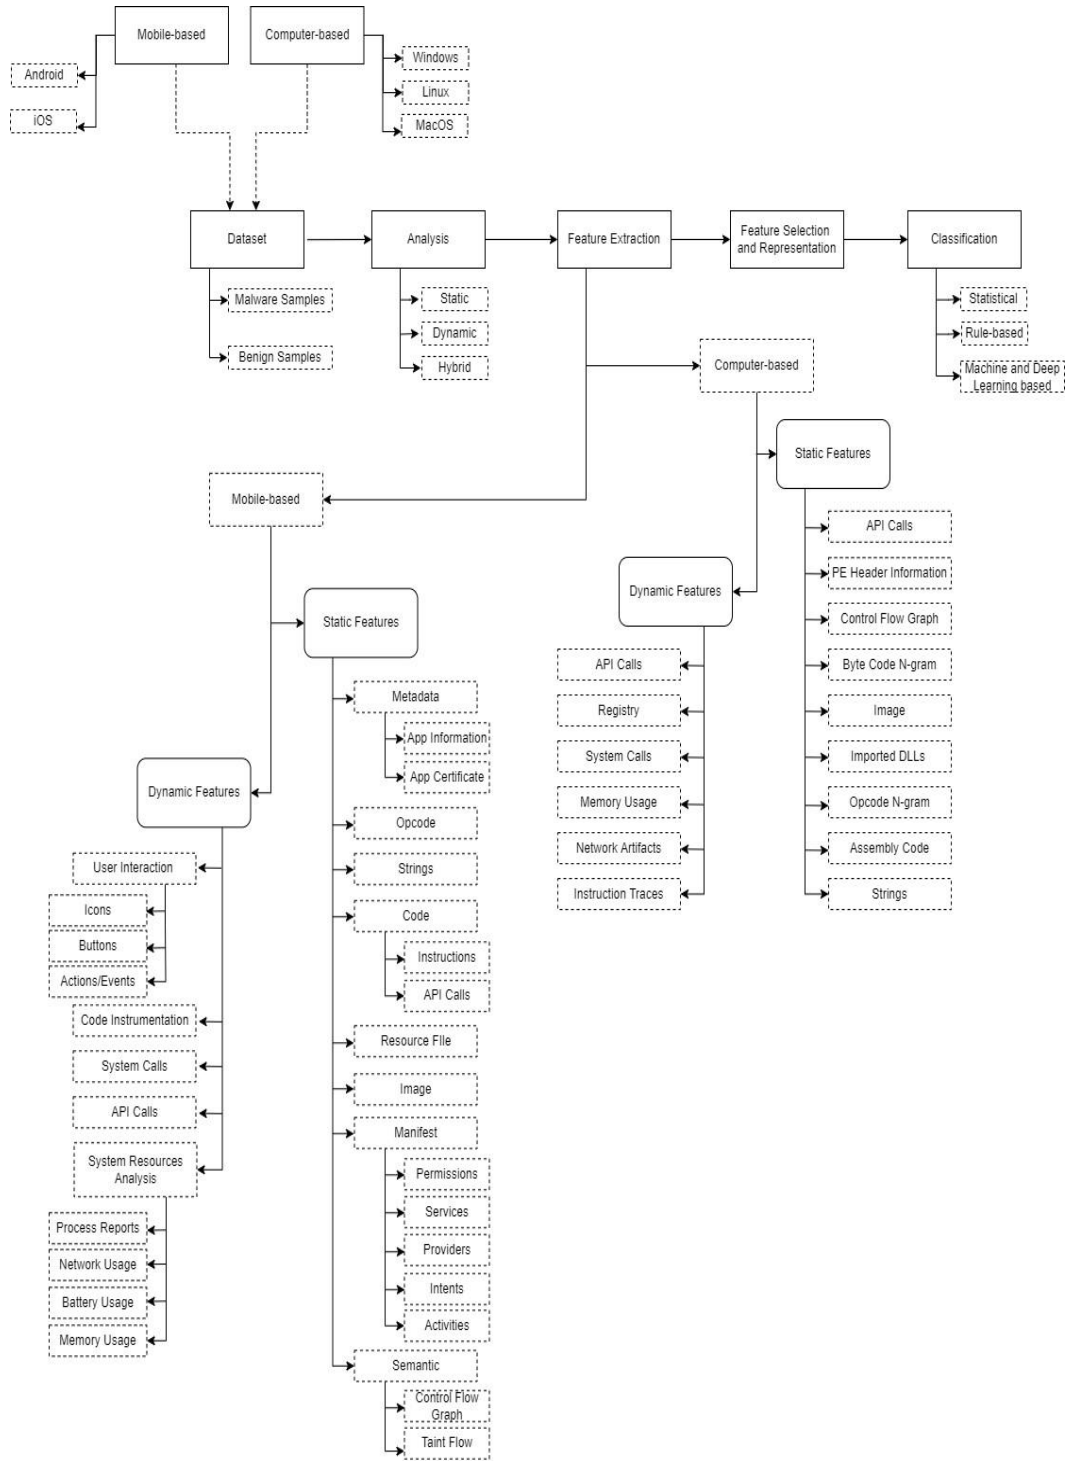 Mobile-based
Computer-based
Android
iOS
Windows
Linux
MacOS
Dataset
Analysis
Feature Extraction
Feature Selection
and Representation
Classification
Malware Samples
Benign Samples
Static
Dynamic
Hybrid
Statistical
Rule-based
Machine and Deep
Learning based
Computer-based
Static Features
API Calls
PE Header Information
Control Flow Graph
Byte Code N-gram
Image
Imported DLLs
Opcode N-gram
Assembly Code
Strings
Dynamic Features
API Calls
Registry
System Calls
Memory Usage
Network Artifacts
Instruction Traces
Mobile-based
Static Features
Metadata
App Information
App Certificate
Opcode
Strings
Code
Instructions
API Calls
Resource FIle
Image
Manifest
Permissions
Services
Providers
Intents
Activities
Semantic
Control Flow
Graph
Taint Flow
Dynamic Features
User Interaction
Icons
Buttons
Actions/Events
Code Instrumentation
System Calls
API Calls
System Resources
Analysis
Process Reports
Network Usage
Battery Usage
Memory Usage